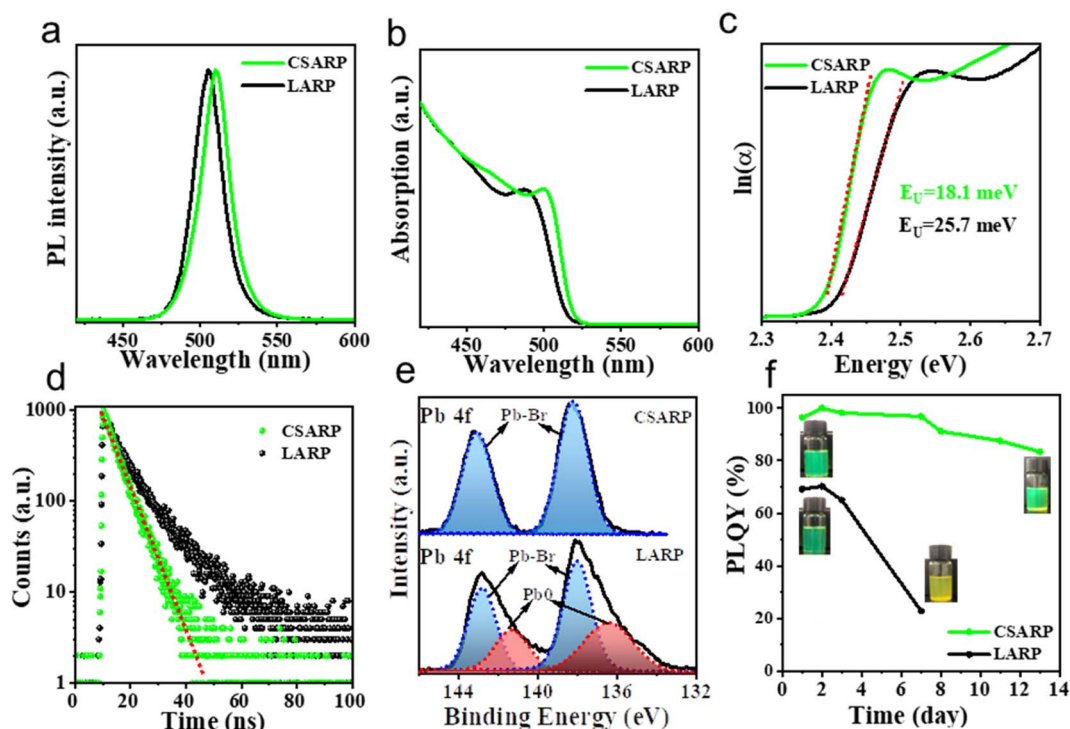 a
PL intensity (a.u.)
CSARP
LARP
450 500 550 600
Wavelength (nm)
b
Absorption (a.u.)
CSARP
LARP
450 500 550 600
Wavelength (nm)
c
ln(α)
CSARP
LARP
E_U=18.1 meV
E_U=25.7 meV
2.3 2.4 2.5 2.6 2.7
Energy (eV)
d
Counts (a.u.)
1000
100
10
1
CSARP
LARP
0 20 40 60 80 100
Time (ns)
e
Intensity (a.u.)
Pb 4f
Pb-Br
CSARP
Pb 4f
Pb-Br
LARP
Pb0
144 140 136 132
Binding Energy (eV)
f
PLQY (%)
100
80
60
40
20
0
CSARP
LARP
0 2 4 6 8 10 12 14
Time (day)